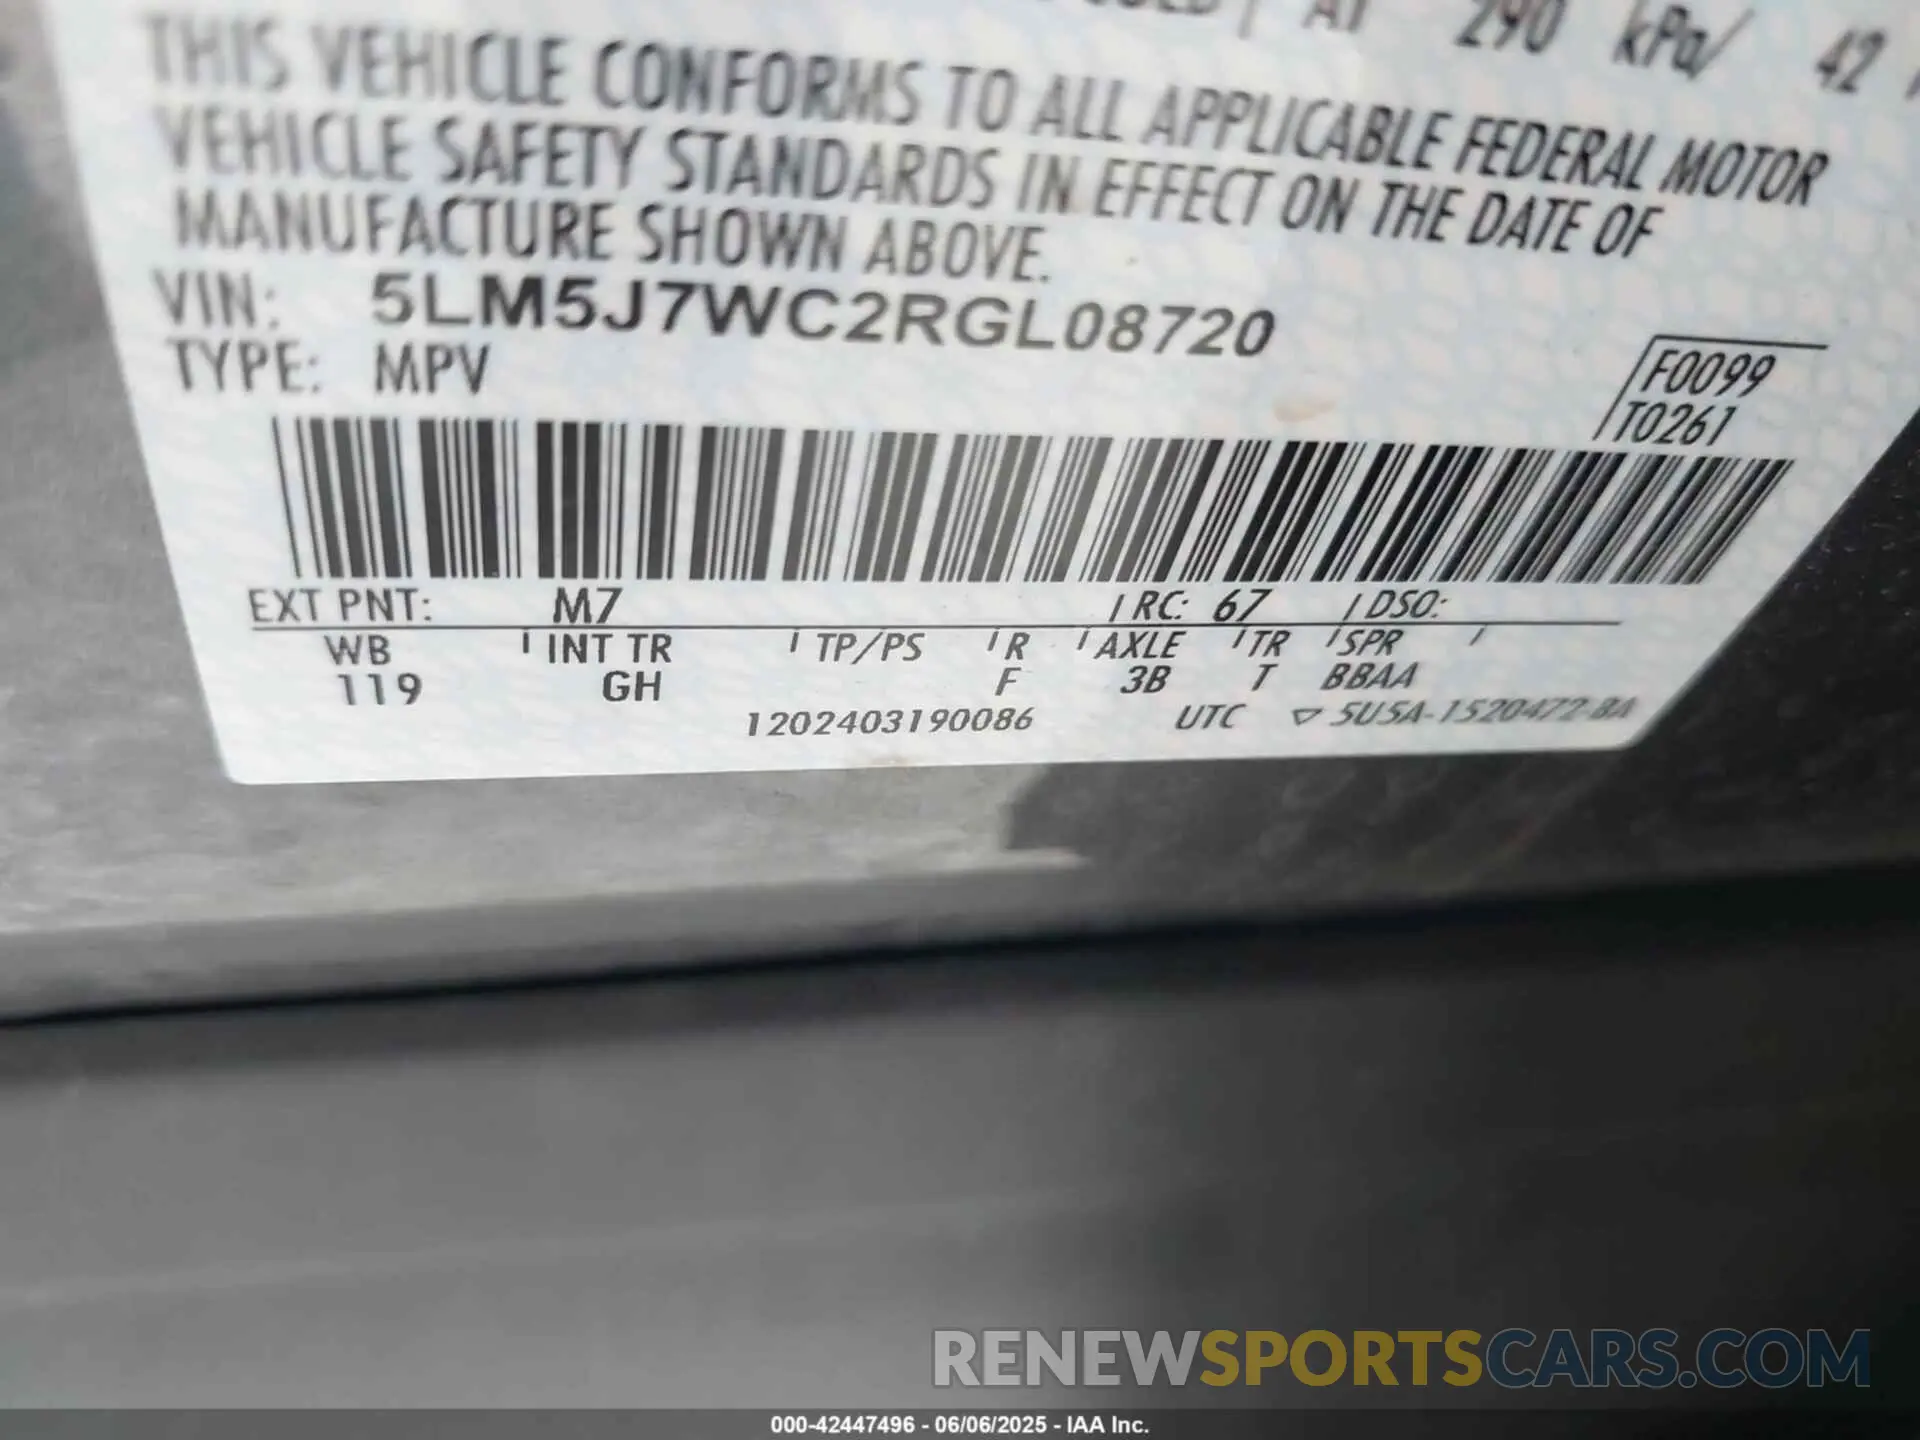 AT 290 kPa/ 42
THIS VEHICLE CONFORMS TO ALL APPLICABLE FEDERAL MOTOR
VEHICLE SAFETY STANDARDS IN EFFECT ON THE DATE OF
MANUFACTURE SHOWN ABOVE.
VIN: 5LM5J7WC2RGL08720
TYPE: MPV
F0099
T0261
EXT PNT: M7 RC: 67 DSO:
WB INT TR TP/PS R AXLE TR SPR
119 GH F 3B T BBAA
1202403190086 UTC ▽ 5U5A-1520472-BA
RENEWSPORTSCARS.COM
000-42447496 - 06/06/2025 - IAA Inc.